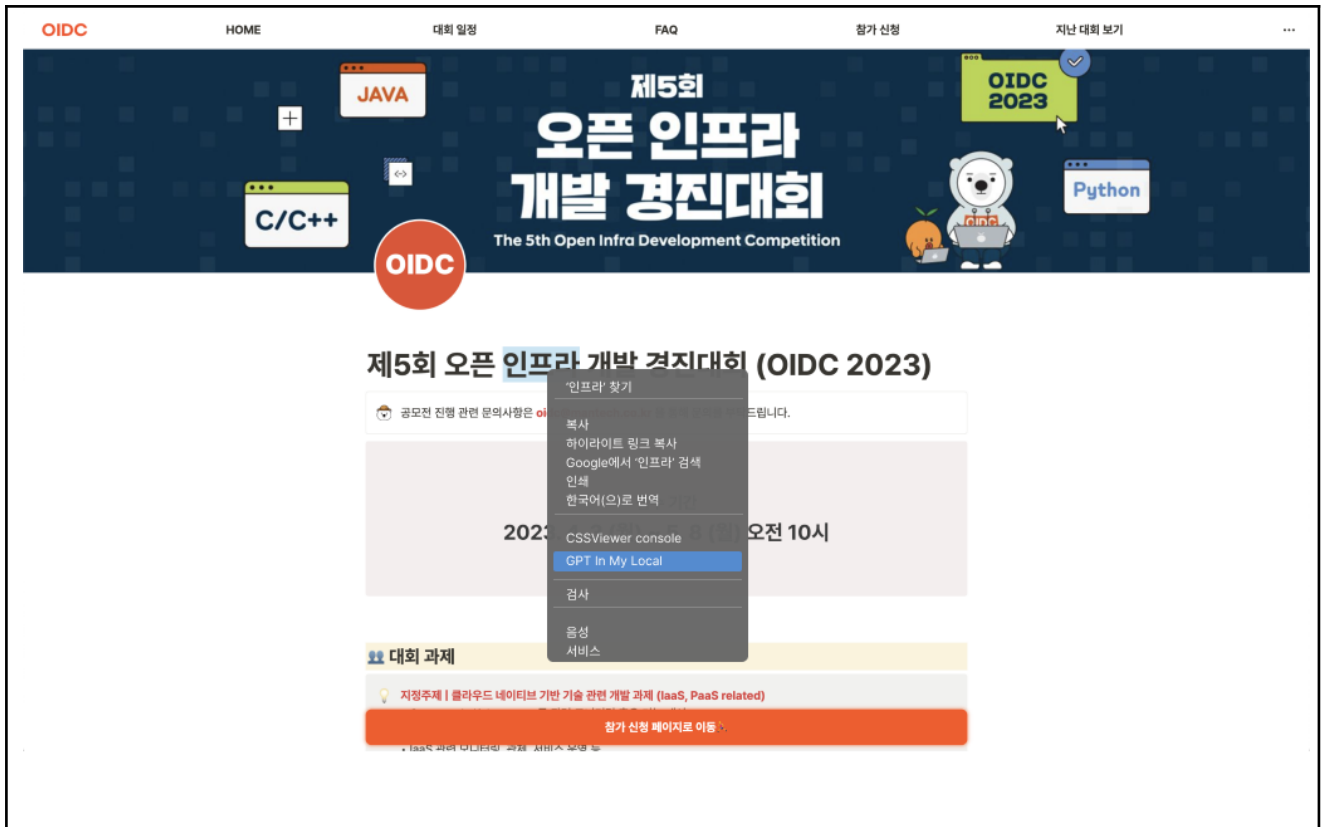 OIDC HOME 대회 일정 FAQ 참가 신청 지난 대회 보기 ...
JAVA
C/C++
제5회
오픈 인프라
개발 경진대회
The 5th Open Infra Development Competition
OIDC
2023
Python
OIDC
OIDC
제5회 오픈 인프라 개발 경진대회 (OIDC 2023)
공모전 진행 관련 문의사항은 드립니다.
2023. 오전 10시
'인프라' 찾기
복사
하이라이트 링크 복사
Google에서 '인프라' 검색
인쇄
한국어(으)로 번역
CSSViewer console
GPT In My Local
검사
음성
서비스
대회 과제
지정주제 | 클라우드 네이티브 기반 기술 관련 개발 과제 (IaaS, PaaS related)
참가 신청 페이지로 이동